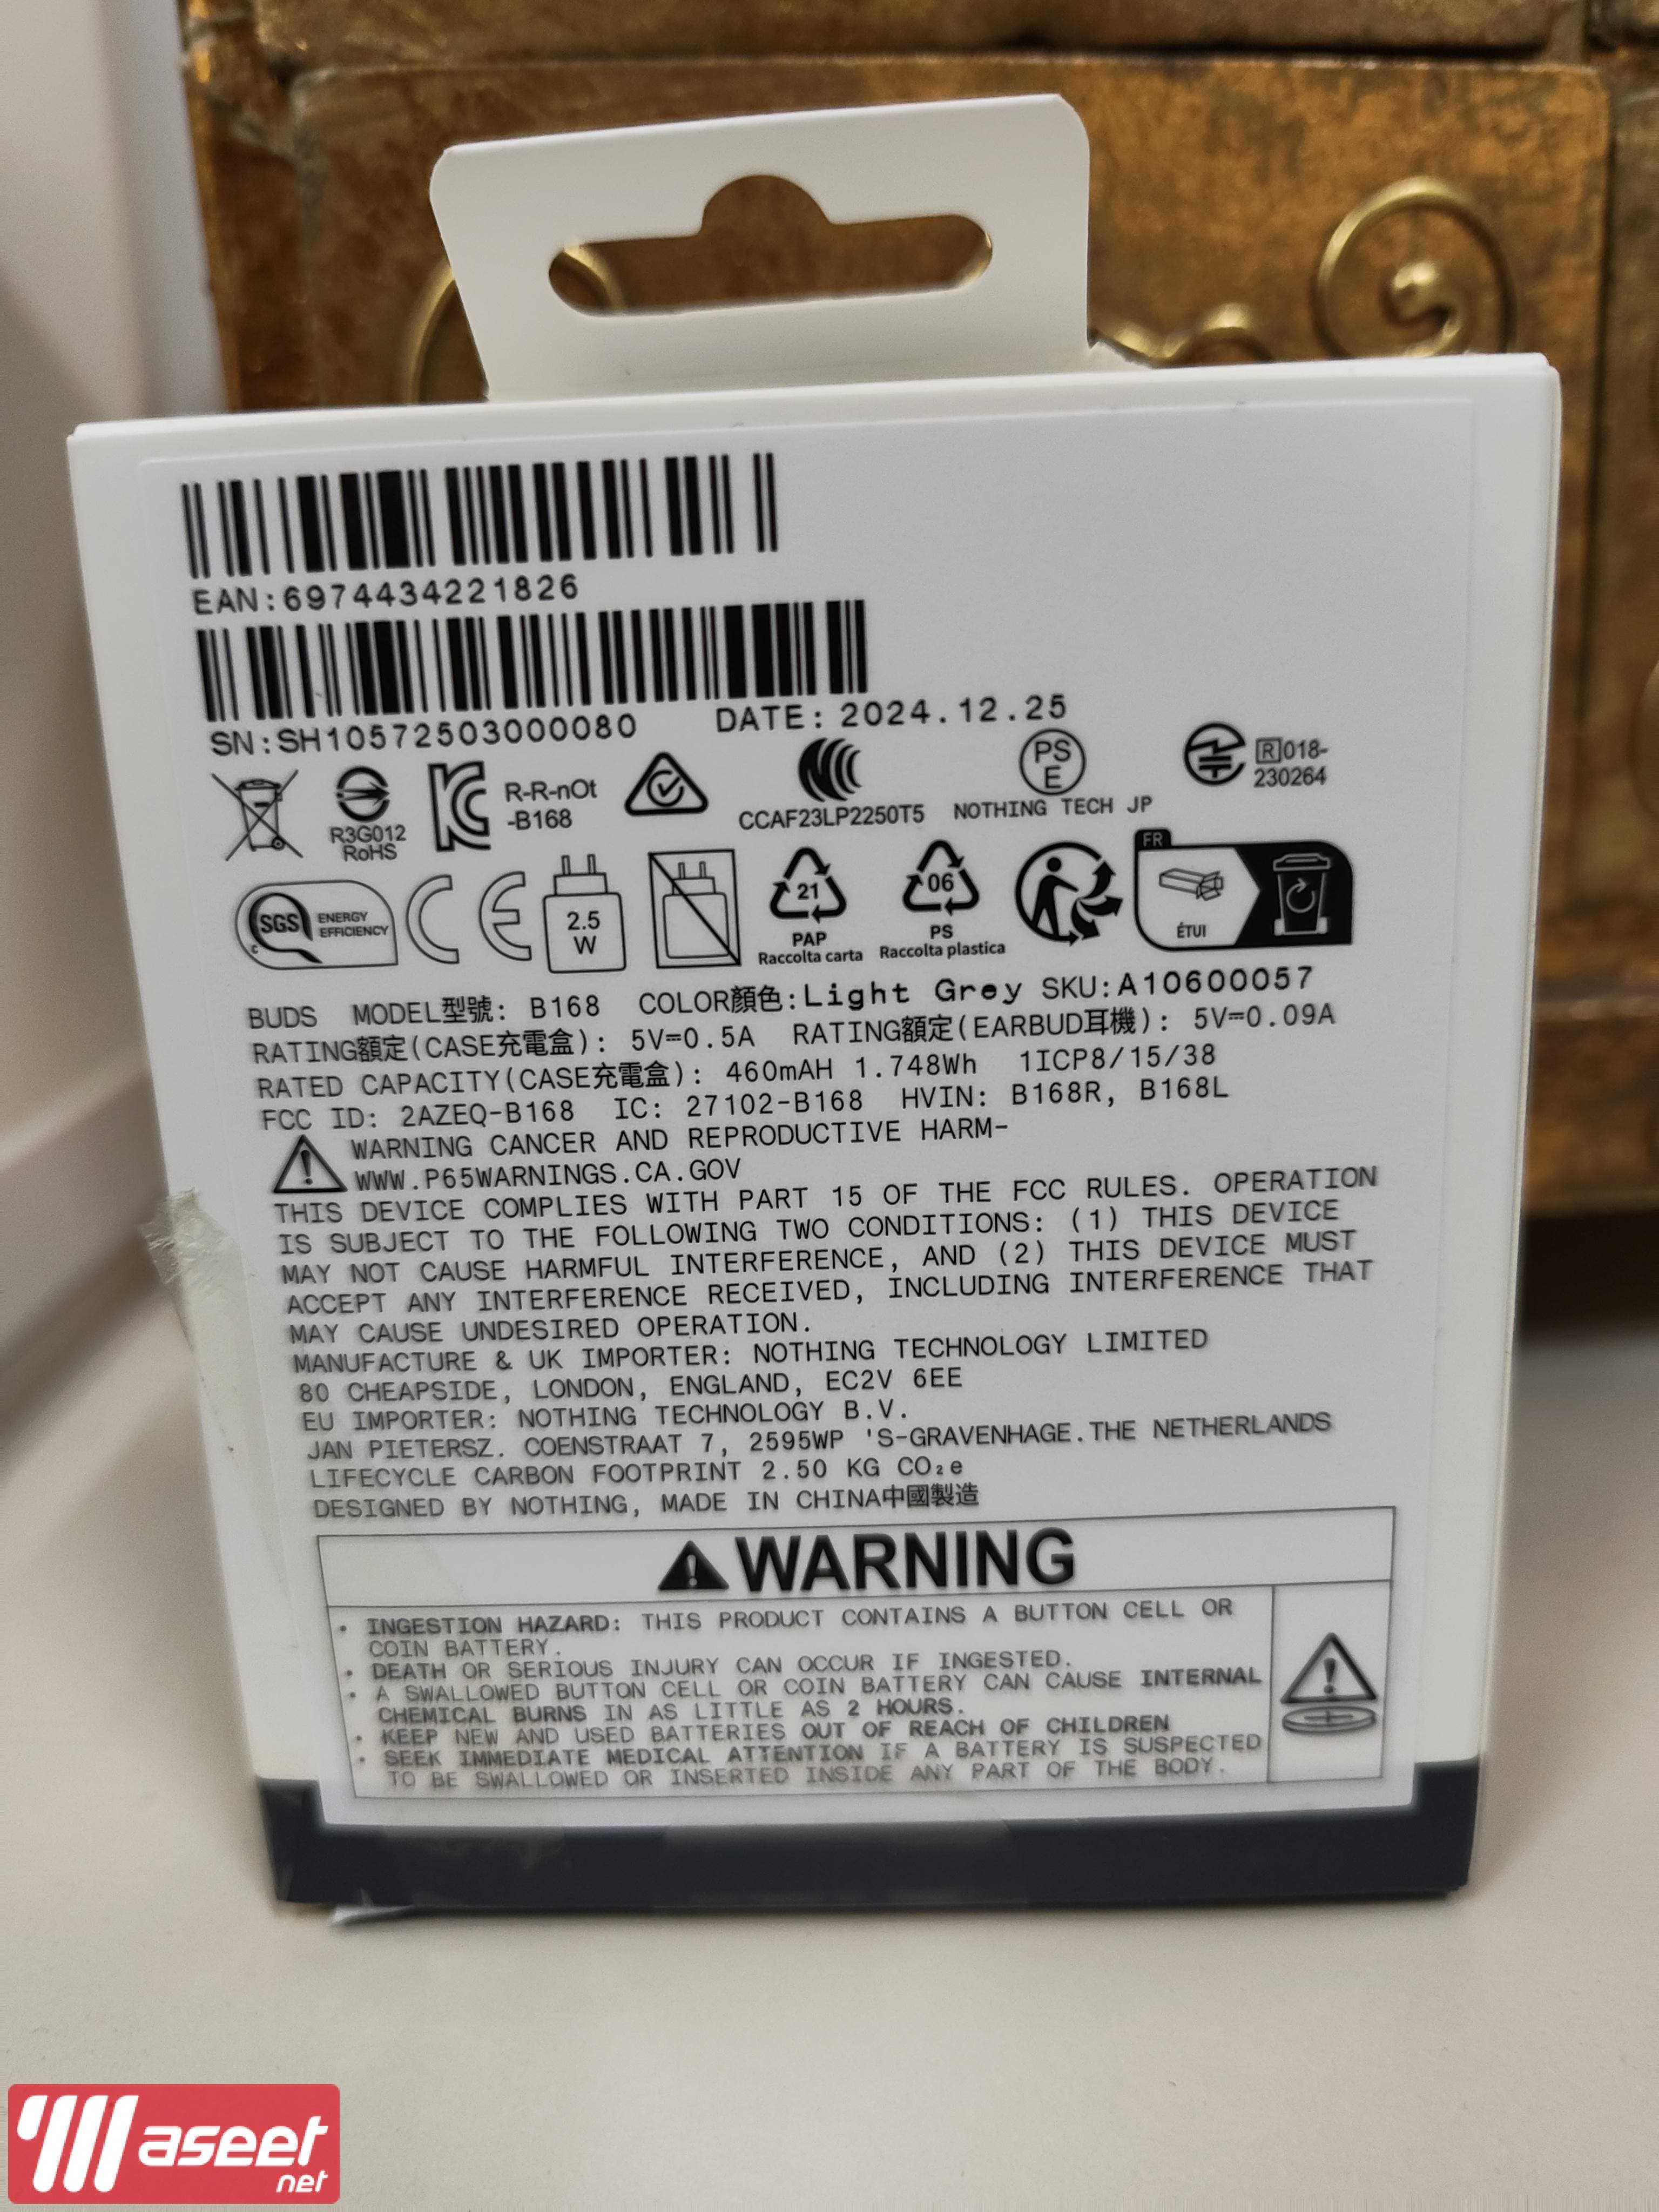 EAN:6974434221826
SN:SH10572503000080 DATE: 2024.12.25
R3G012
RoHS
R-R-nOt
-B168
CCAF23LP2250T5
PS
E
NOTHING TECH JP
R 018-
230264
SGS ENERGY
EFFICIENCY
c
CE
2.5
W
21
PAP
Raccolta carta
06
PS
Raccolta plastica
FR
ÉTUI
BUDS MODEL型號: B168 COLOR顏色:Light Grey SKU:A10600057
RATING額定(CASE充電盒): 5V=0.5A RATING額定(EARBUD耳機): 5V=0.09A
RATED CAPACITY(CASE充電盒): 460mAH 1.748Wh 1ICP8/15/38
FCC ID: 2AZEQ-B168 IC: 27102-B168 HVIN: B168R, B168L
WARNING CANCER AND REPRODUCTIVE HARM-
WWW.P65WARNINGS.CA.GOV
THIS DEVICE COMPLIES WITH PART 15 OF THE FCC RULES. OPERATION
IS SUBJECT TO THE FOLLOWING TWO CONDITIONS: (1) THIS DEVICE
MAY NOT CAUSE HARMFUL INTERFERENCE, AND (2) THIS DEVICE MUST
ACCEPT ANY INTERFERENCE RECEIVED, INCLUDING INTERFERENCE THAT
MAY CAUSE UNDESIRED OPERATION.
MANUFACTURE & UK IMPORTER: NOTHING TECHNOLOGY LIMITED
80 CHEAPSIDE, LONDON, ENGLAND, EC2V 6EE
EU IMPORTER: NOTHING TECHNOLOGY B.V.
JAN PIETERSZ. COENSTRAAT 7, 2595WP 'S-GRAVENHAGE.THE NETHERLANDS
LIFECYCLE CARBON FOOTPRINT 2.50 KG CO₂e
DESIGNED BY NOTHING, MADE IN CHINA中國製造
WARNING
• INGESTION HAZARD: THIS PRODUCT CONTAINS A BUTTON CELL OR
COIN BATTERY.
• DEATH OR SERIOUS INJURY CAN OCCUR IF INGESTED.
• A SWALLOWED BUTTON CELL OR COIN BATTERY CAN CAUSE INTERNAL
CHEMICAL BURNS IN AS LITTLE AS 2 HOURS.
• KEEP NEW AND USED BATTERIES OUT OF REACH OF CHILDREN
• SEEK IMMEDIATE MEDICAL ATTENTION IF A BATTERY IS SUSPECTED
TO BE SWALLOWED OR INSERTED INSIDE ANY PART OF THE BODY.
Waseet
net